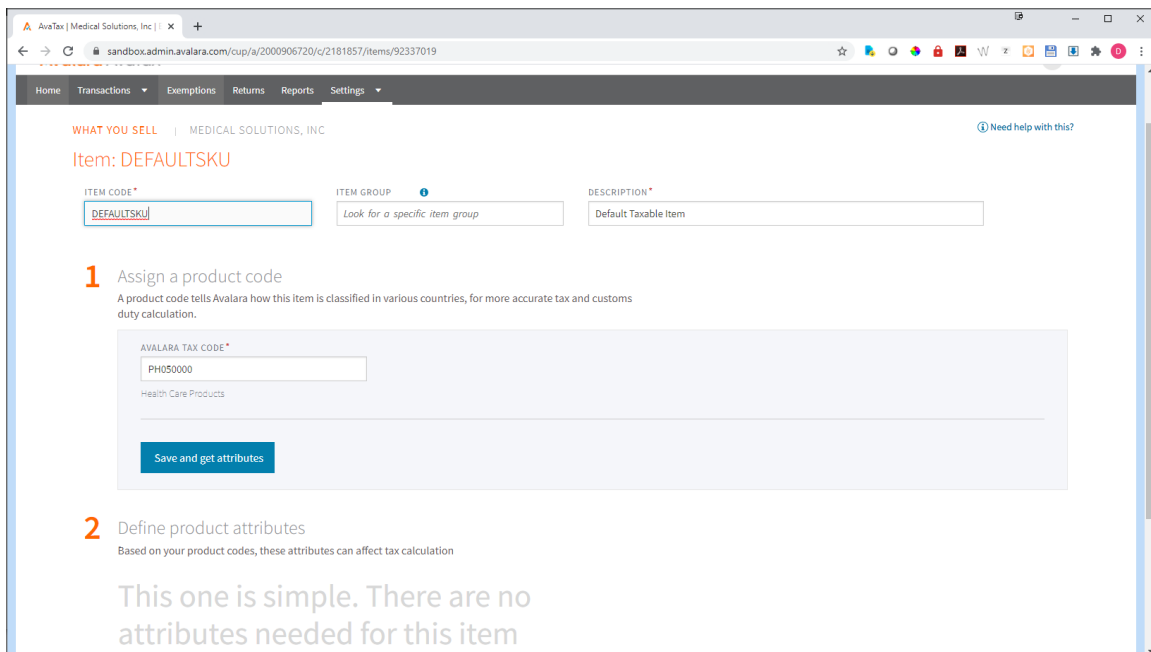 AvaTax | Medical Solutions, Inc |
sandbox.admin.avalara.com/cup/a/2000906720/c/2181857/items/92337019
D
Home Transactions Exemptions Returns Reports Settings
WHAT YOU SELL | MEDICAL SOLUTIONS, INC
Need help with this?
Item: DEFAULTSKU
ITEM CODE* ITEM GROUP DESCRIPTION*
DEFAULTSKU Look for a specific item group Default Taxable Item
1 Assign a product code
A product code tells Avalara how this item is classified in various countries, for more accurate tax and customs
duty calculation.
AVALARA TAX CODE*
PH050000
Health Care Products
Save and get attributes
2 Define product attributes
Based on your product codes, these attributes can affect tax calculation
This one is simple. There are no
attributes needed for this item